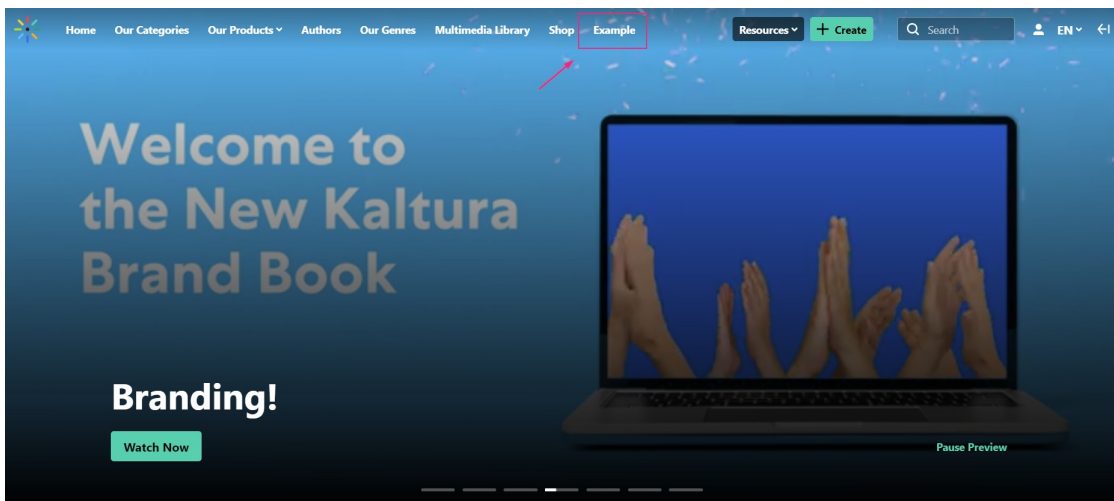 Home Our Categories Our Products Authors Our Genres Multimedia Library Shop Example Resources + Create Search EN
Welcome to
the New Kaltura
Brand Book
Branding!
Watch Now
Pause Preview